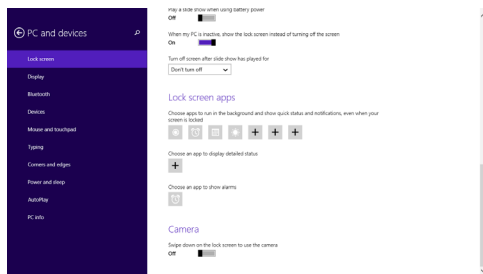 PC and devices
Lock screen
Display
Bluetooth
Devices
Mouse and touchpad
Typing
Corners and edges
Power and sleep
AutoPlay
PC info
Play a slide show when using battery power
Off
When my PC is inactive, show the lock screen instead of turning off the screen
On
Turn off screen after slide show has played for
Don't turn off
Lock screen apps
Choose apps to run in the background and show quick status and notifications, even when your
screen is locked
Choose an app to display detailed status
Choose an app to show alarms
Camera
Swipe down on the lock screen to use the camera
Off